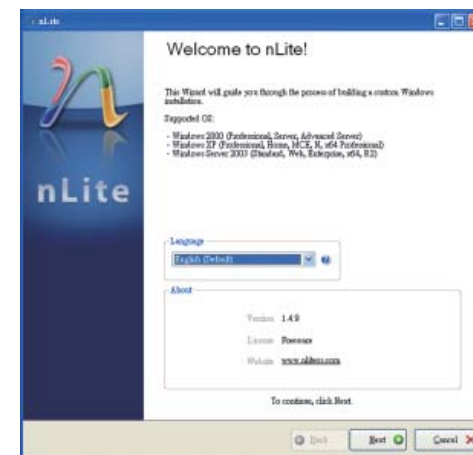 nLite
Welcome to nLite!
This Wizard will guide you through the process of building a custom Windows
installation.
Supported OS:
- Windows 2000 (Professional, Server, Advanced Server)
- Windows XP (Professional, Home, MCE, N, x64 Professional)
- Windows Server 2003 (Standard, Web, Enterprise, x64, R2)
nLite
Language
English (Default)
About
Version 1.4.9
License Freeware
Website www.nliteos.com
To continue, click Next.
Back Next Cancel